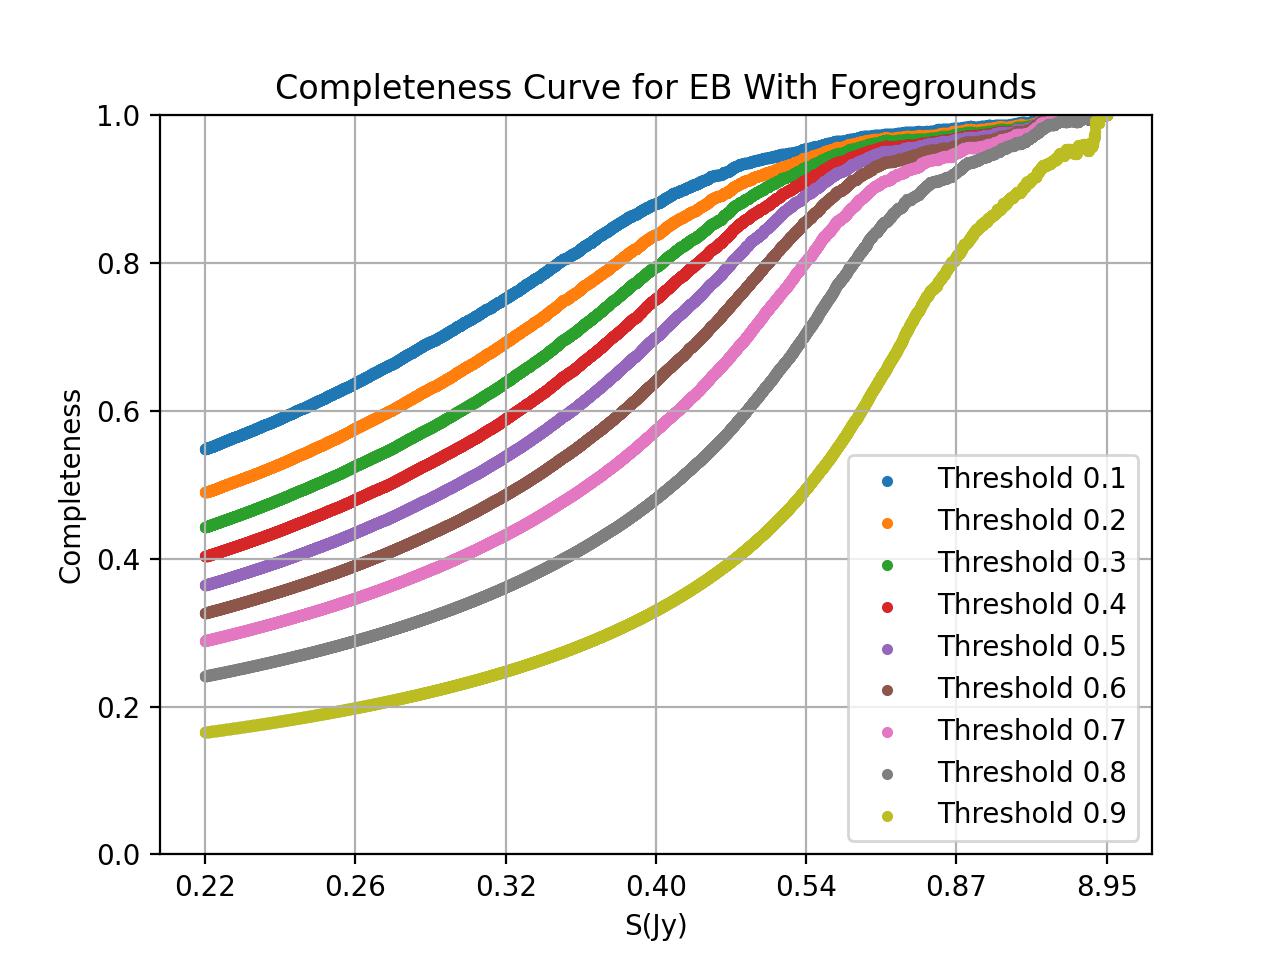 Completeness Curve for EB With Foregrounds
1.0
0.8
0.6
0.4
0.2
0.0
Completeness
0.22 0.26 0.32 0.40 0.54 0.87 8.95
S(Jy)
Threshold 0.1
Threshold 0.2
Threshold 0.3
Threshold 0.4
Threshold 0.5
Threshold 0.6
Threshold 0.7
Threshold 0.8
Threshold 0.9